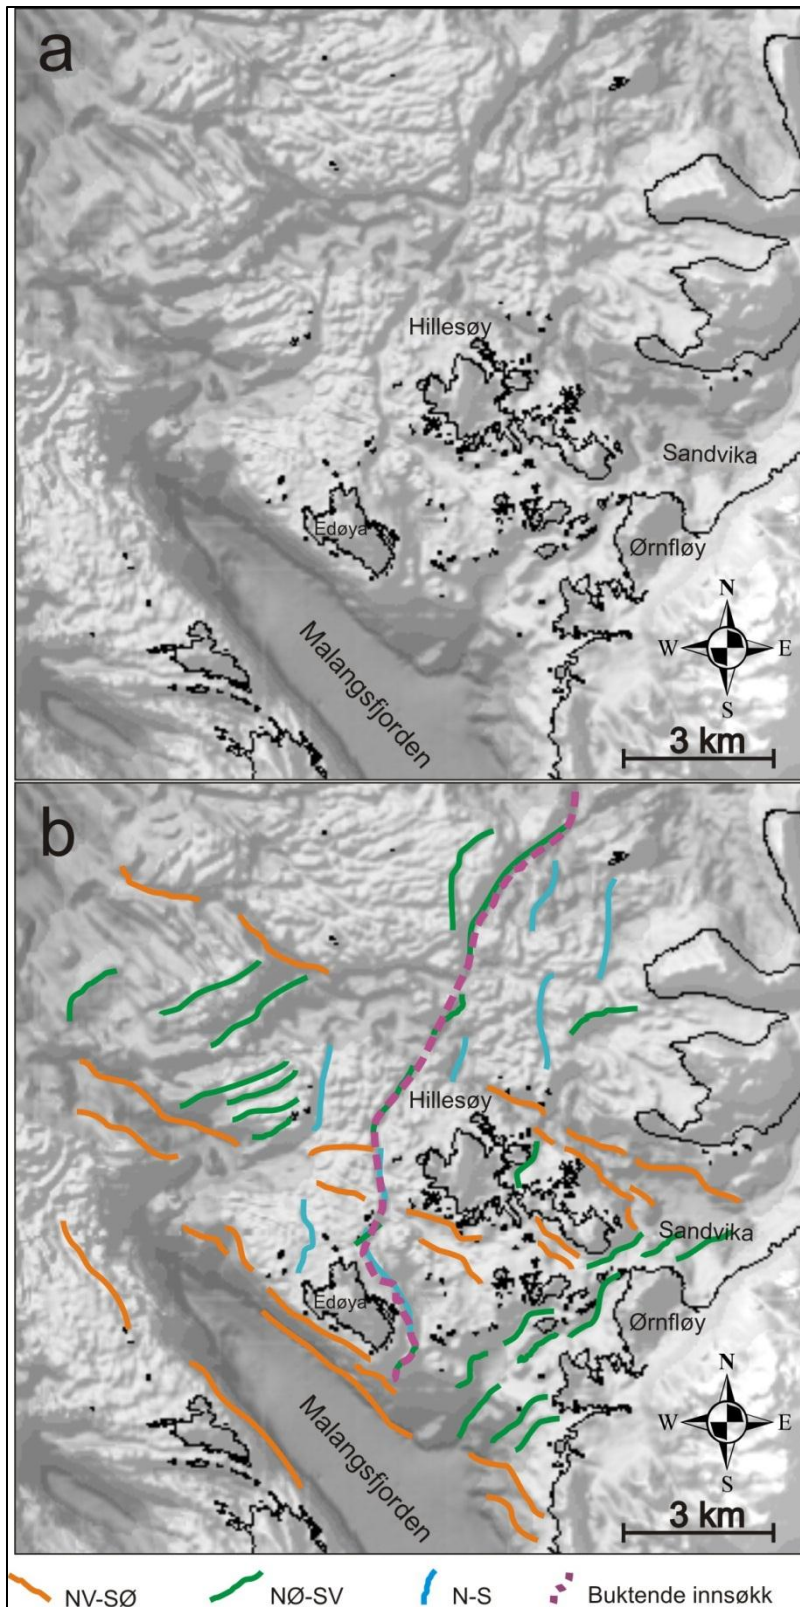 a
Hillesøy
Sandvika
Edøya
Ørnfløy
Malangsfjorden
N
W E
S
3 km
b
Hillesøy
Sandvika
Edøya
Ørnfløy
Malangsfjorden
N
W E
S
3 km
NV-SØ NØ-SV N-S Buktende innsøkk